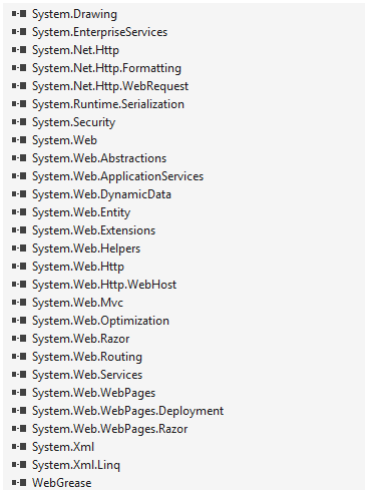 System.Drawing
System.EnterpriseServices
System.Net.Http
System.Net.Http.Formatting
System.Net.Http.WebRequest
System.Runtime.Serialization
System.Security
System.Web
System.Web.Abstractions
System.Web.ApplicationServices
System.Web.DynamicData
System.Web.Entity
System.Web.Extensions
System.Web.Helpers
System.Web.Http
System.Web.Http.WebHost
System.Web.Mvc
System.Web.Optimization
System.Web.Razor
System.Web.Routing
System.Web.Services
System.Web.WebPages
System.Web.WebPages.Deployment
System.Web.WebPages.Razor
System.Xml
System.Xml.Linq
WebGrease